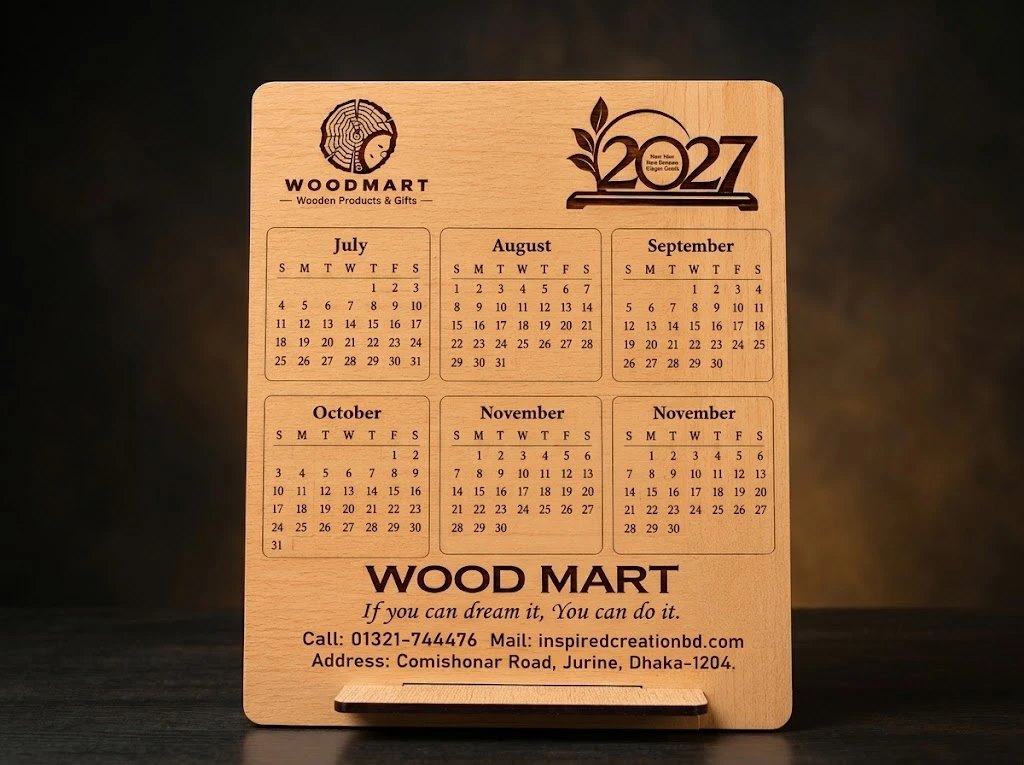 WOODMART
Wooden Products & Gifts
2027
July
S M T W T F S
1 2 3
4 5 6 7 8 9 10
11 12 13 14 15 16 17
18 19 20 21 22 23 24
25 26 27 28 29 30 31
August
S M T W T F S
1 2 3 4 5 6 7
8 9 10 11 12 13 14
15 16 17 18 19 20 21
22 23 24 25 26 27 28
29 30 31
September
S M T W T F S
1 2 3 4
5 6 7 8 9 10 11
12 13 14 15 16 17 18
19 20 21 22 23 24 25
26 27 28 29 30
October
S M T W T F S
1 2
3 4 5 6 7 8 9
10 11 12 13 14 15 16
17 18 19 20 21 22 23
24 25 26 27 28 29 30
31
November
S M T W T F S
1 2 3 4 5 6
7 8 9 10 11 12 13
14 15 16 17 18 19 20
21 22 23 24 25 26 27
28 29 30
November
S M T W T F S
1 2 3 4 5 6
7 8 9 10 11 12 13
14 15 16 17 18 19 20
21 22 23 24 25 26 27
28 29 30
WOOD MART
If you can dream it, You can do it.
Call: 01321-744476 Mail: inspiredcreationbd.com
Address: Comishonar Road, Jurine, Dhaka-1204.